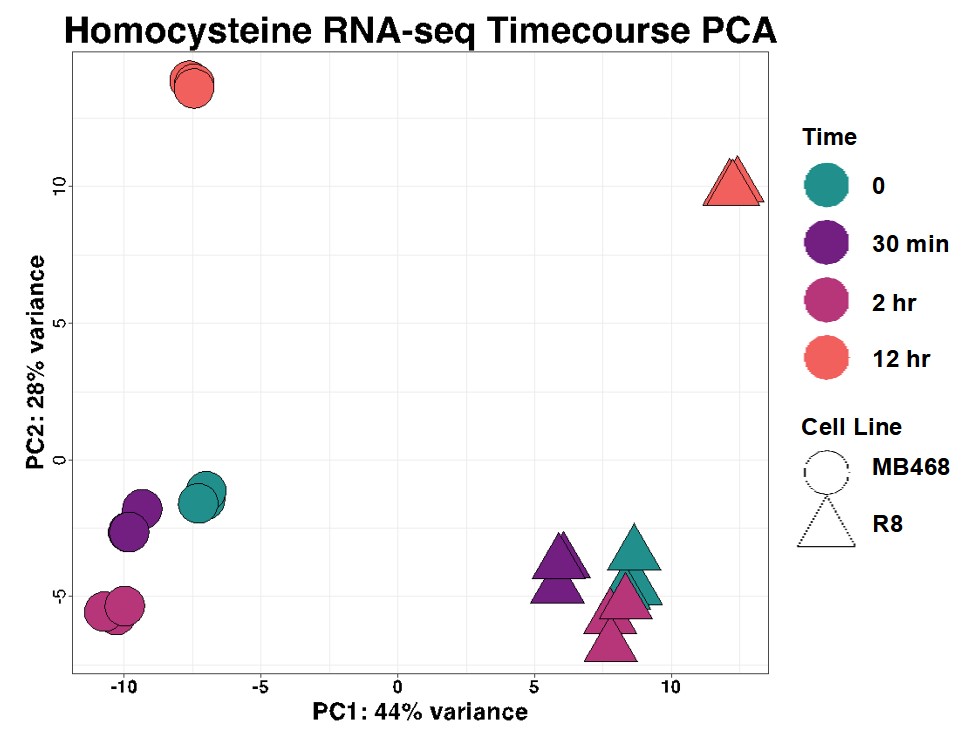 Homocysteine RNA-seq Timecourse PCA
PC2: 28% variance
10
5
0
-5
-10
-5
0
5
10
PC1: 44% variance
Time
0
30 min
2 hr
12 hr
Cell Line
MB468
R8